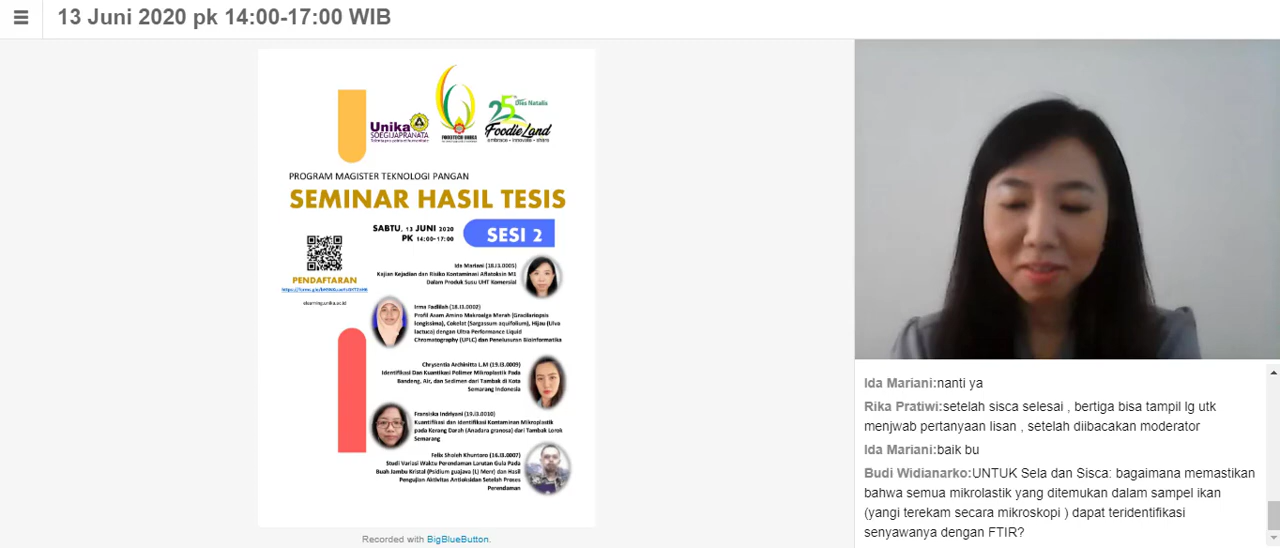 13 Juni 2020 pk 14:00-17:00 WIB
Unika
SOEGIJAPRANATA
FOODTECH UNIKA
25
Dies Natalis
FoodieLand
embrace • innovate • share
PROGRAM MAGISTER TEKNOLOGI PANGAN
SEMINAR HASIL TESIS
SABTU, 13 JUNI 2020
PK 14:00-17:00
SESI 2
PENDAFTARAN
elearning.unika.ac.id
Ida Mariani (18.I3.0005)
Kajian Kejadian dan Risiko Kontaminasi Aflatoksin M1
Dalam Produk Susu UHT Komersial
Irma Fadlilah (18.I3.0002)
Profil Asam Amino Makroalga Merah (Gracilariopsis
longissima), Cokelat (Sargassum aquifolium), Hijau (Ulva
lactuca) dengan Ultra Performance Liquid
Chromatography (UPLC) dan Penelusuran Bioinformatika
Chrysentia Archinitta L.M (19.I3.0009)
Identifikasi Dan Kuantikasi Polimer Mikroplastik Pada
Bandeng, Air, dan Sedimen dari Tambak di Kota
Semarang Indonesia
Fransiska Indriyani (19.I3.0010)
Kuantifikasi dan Identifikasi Kontaminan Mikroplastik
pada Kerang Darah (Anadara granosa) dari Tambak Lorok
Semarang
Felix Sholeh Khuntoro (16.I3.0007)
Studi Variasi Waktu Perendaman Larutan Gula Pada
Buah Jambu Kristal (Psidium guajava (L) Merr) dan Hasil
Pengujian Aktivitas Antioksidan Setelah Proses
Perendaman
Recorded with BigBlueButton.
Ida Mariani:nanti ya
Rika Pratiwi:setelah sisca selesai , bertiga bisa tampil lg utk
menjwab pertanyaan lisan , setelah diibacakan moderator
Ida Mariani:baik bu
Budi Widianarko:UNTUK Sela dan Sisca: bagaimana memastikan
bahwa semua mikrolastik yang ditemukan dalam sampel ikan
(yangi terekam secara mikroskopi ) dapat teridentifikasi
senyawanya dengan FTIR?